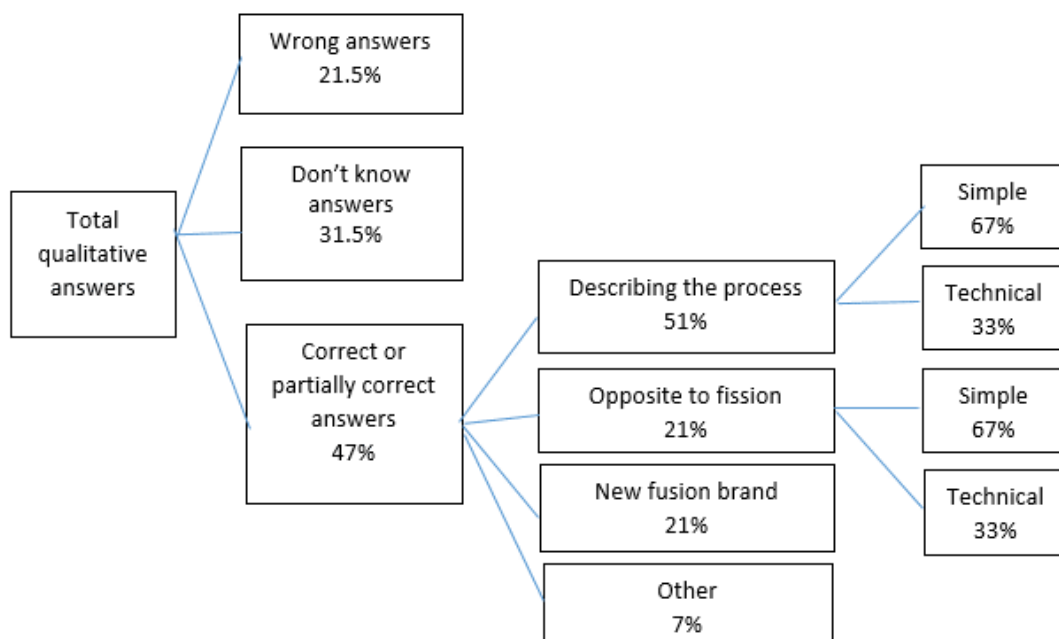 Wrong answers
21.5%
Don't know
answers
31.5%
Total
qualitative
answers
Correct or
partially correct
answers
47%
Describing the process
51%
Opposite to fission
21%
New fusion brand
21%
Other
7%
Simple
67%
Technical
33%
Simple
67%
Technical
33%